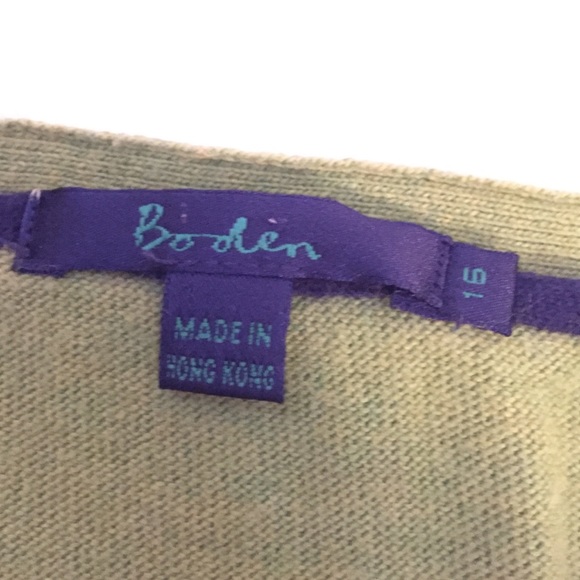 Boden
16
MADE IN
HONG KONG